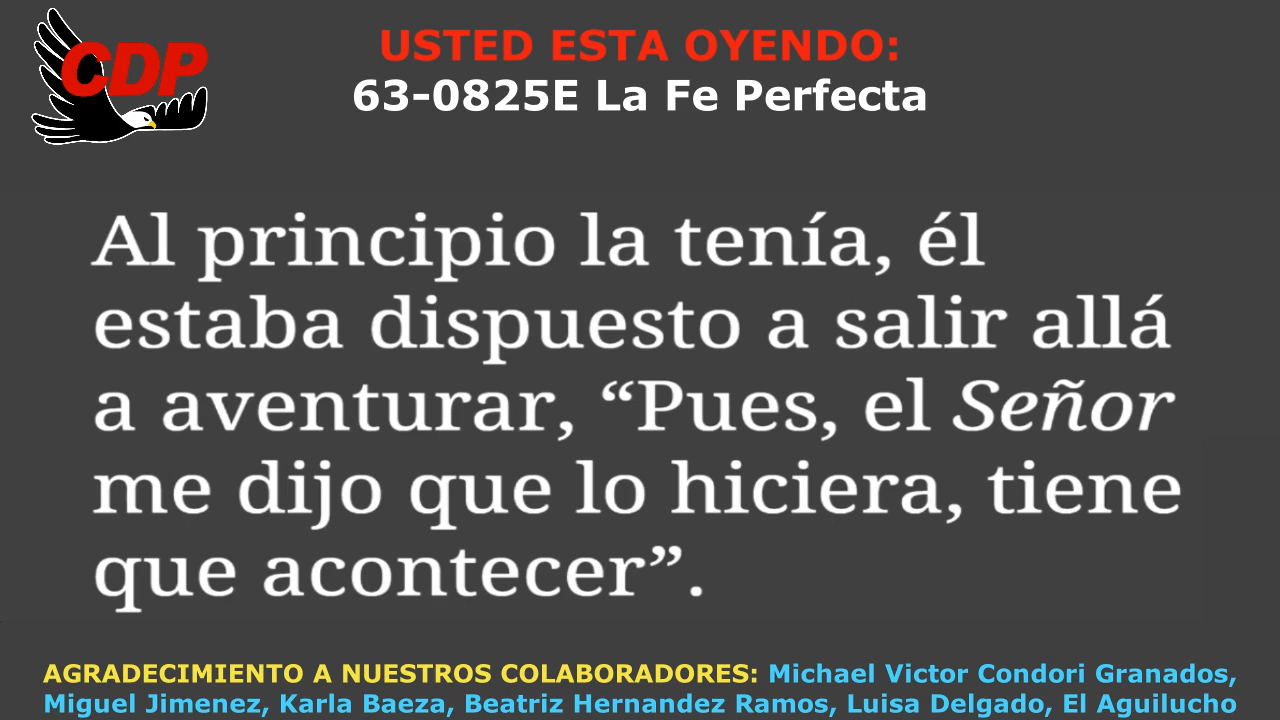 CDP
USTED ESTA OYENDO:
63-0825E La Fe Perfecta
Al principio la tenía, él
estaba dispuesto a salir allá
a aventurar, “Pues, el Señor
me dijo que lo hiciera, tiene
que acontecer”.
AGRADECIMIENTO A NUESTROS COLABORADORES: Michael Victor Condori Granados,
Miguel Jimenez, Karla Baeza, Beatriz Hernandez Ramos, Luisa Delgado, El Aguilucho